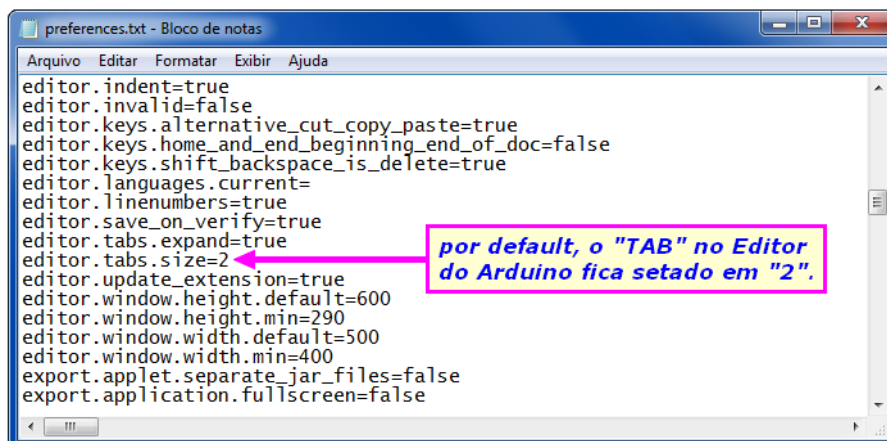 preferences.txt - Bloco de notas
Arquivo Editar Formatar Exibir Ajuda
editor.indent=true
editor.invalid=false
editor.keys.alternative_cut_copy_paste=true
editor.keys.home_and_end_beginning_end_of_doc=false
editor.keys.shift_backspace_is_delete=true
editor.languages.current=
editor.linenumbers=true
editor.save_on_verify=true
editor.tabs.expand=true
editor.tabs.size=2
por default, o "TAB" no Editor
do Arduino fica setado em "2".
editor.update_extension=true
editor.window.height.default=600
editor.window.height.min=290
editor.window.width.default=500
editor.window.width.min=400
export.applet.separate_jar_files=false
export.application.fullscreen=false